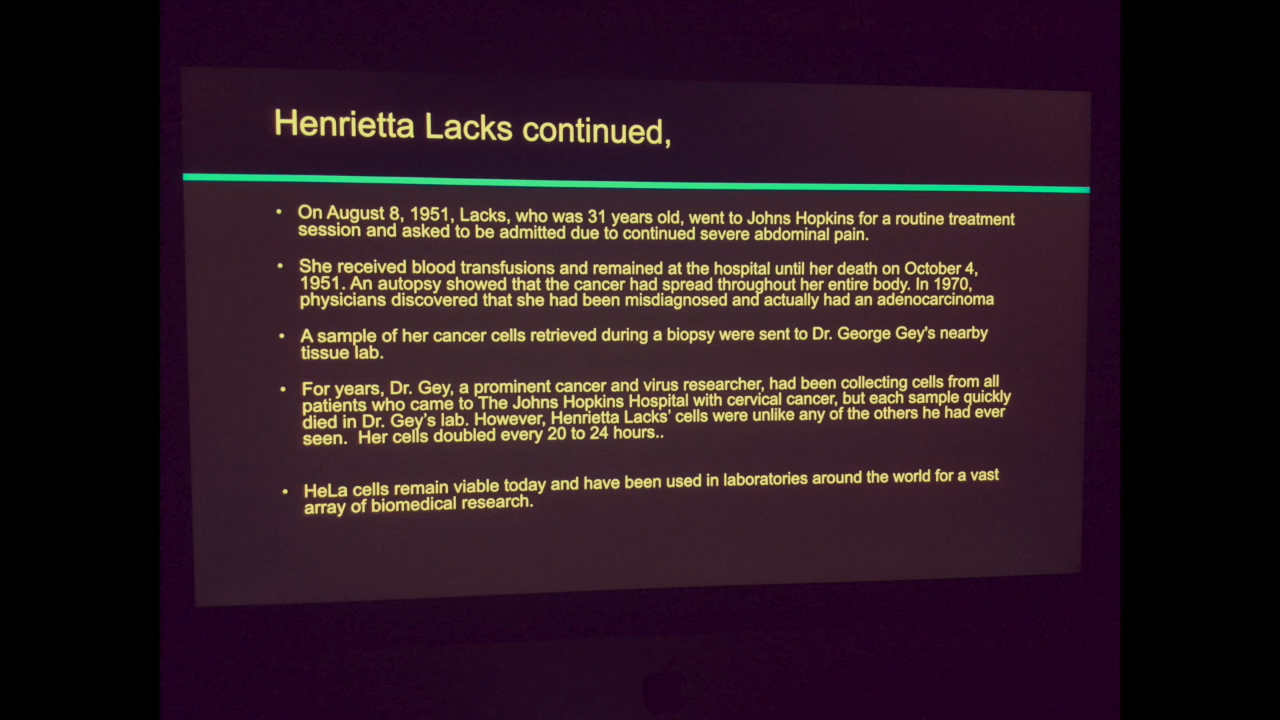 Henrietta Lacks continued,
• On August 8, 1951, Lacks, who was 31 years old, went to Johns Hopkins for a routine treatment
session and asked to be admitted due to continued severe abdominal pain.
• She received blood transfusions and remained at the hospital until her death on October 4,
1951. An autopsy showed that the cancer had spread throughout her entire body. In 1970,
physicians discovered that she had been misdiagnosed and actually had an adenocarcinoma
• A sample of her cancer cells retrieved during a biopsy were sent to Dr. George Gey's nearby
tissue lab.
• For years, Dr. Gey, a prominent cancer and virus researcher, had been collecting cells from all
patients who came to The Johns Hopkins Hospital with cervical cancer, but each sample quickly
died in Dr. Gey's lab. However, Henrietta Lacks' cells were unlike any of the others he had ever
seen.  Her cells doubled every 20 to 24 hours..
• HeLa cells remain viable today and have been used in laboratories around the world for a vast
array of biomedical research.